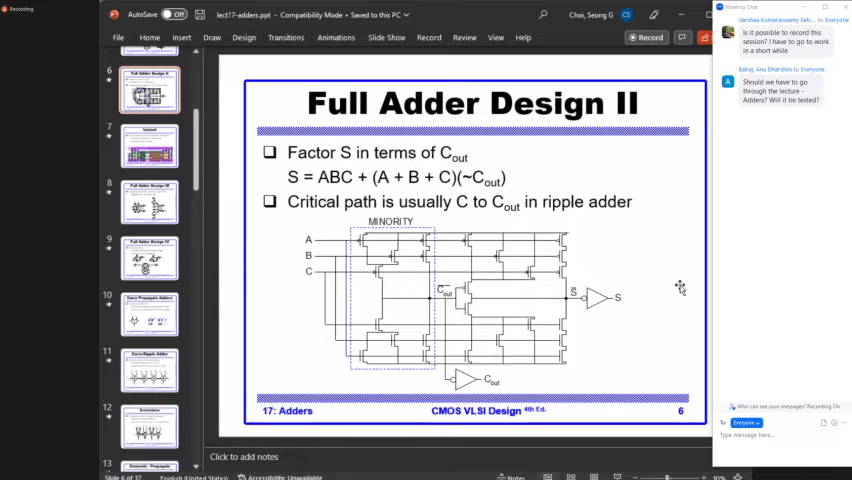 Recording
AutoSave Off
lect17-adders.ppt - Compatibility Mode • Saved to this PC
Choi, Seong G
CS
File Home Insert Draw Design Transitions Animations Slide Show Record Review View Help
Record
6
Full Adder Design II
7
Layout
8
Full Adder Design III
9
Full Adder Design IV
10
Carry Propagate Adders
11
Carry-Ripple Adder
12
Inversions
13
Generate / Propagate
Full Adder Design II
Factor S in terms of Cout
S = ABC + (A + B + C)(~Cout)
Critical path is usually C to Cout in ripple adder
MINORITY
A
B
C
Cout
S
S
Cout
17: Adders
CMOS VLSI Design 4th Ed.
6
Click to add notes
Slide 6 of 37
English (United States)
Accessibility: Unavailable
Notes
91%
Meeting Chat
Varshaa Kumaraswamy Selv... to Everyone
Is it possible to record this
session? I have to go to work
in a short while
Balraj, Anu Dharshini to Everyone
A
Should we have to go
through the lecture -
Adders? Will it be tested?
Who can see your messages? Recording On
To: Everyone
Type message here...